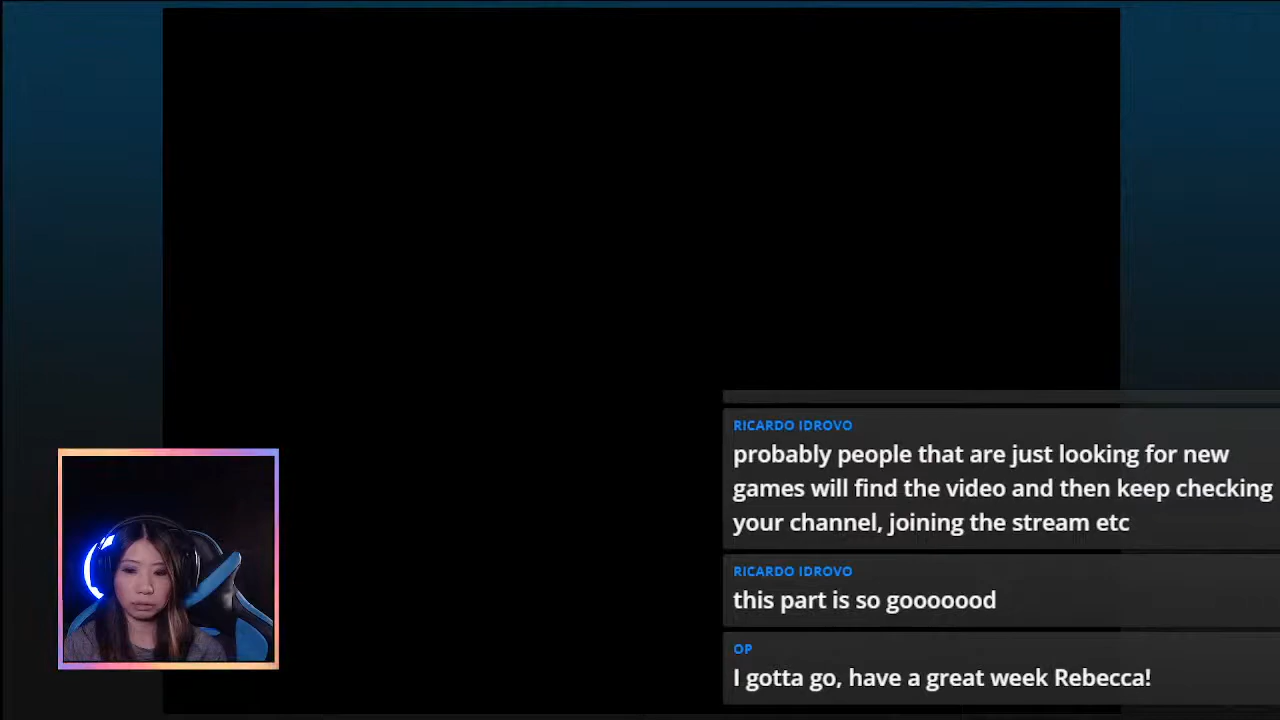 RICARDO IDROVO
probably people that are just looking for new
games will find the video and then keep checking
your channel, joining the stream etc
RICARDO IDROVO
this part is so gooooood
OP
I gotta go, have a great week Rebecca!